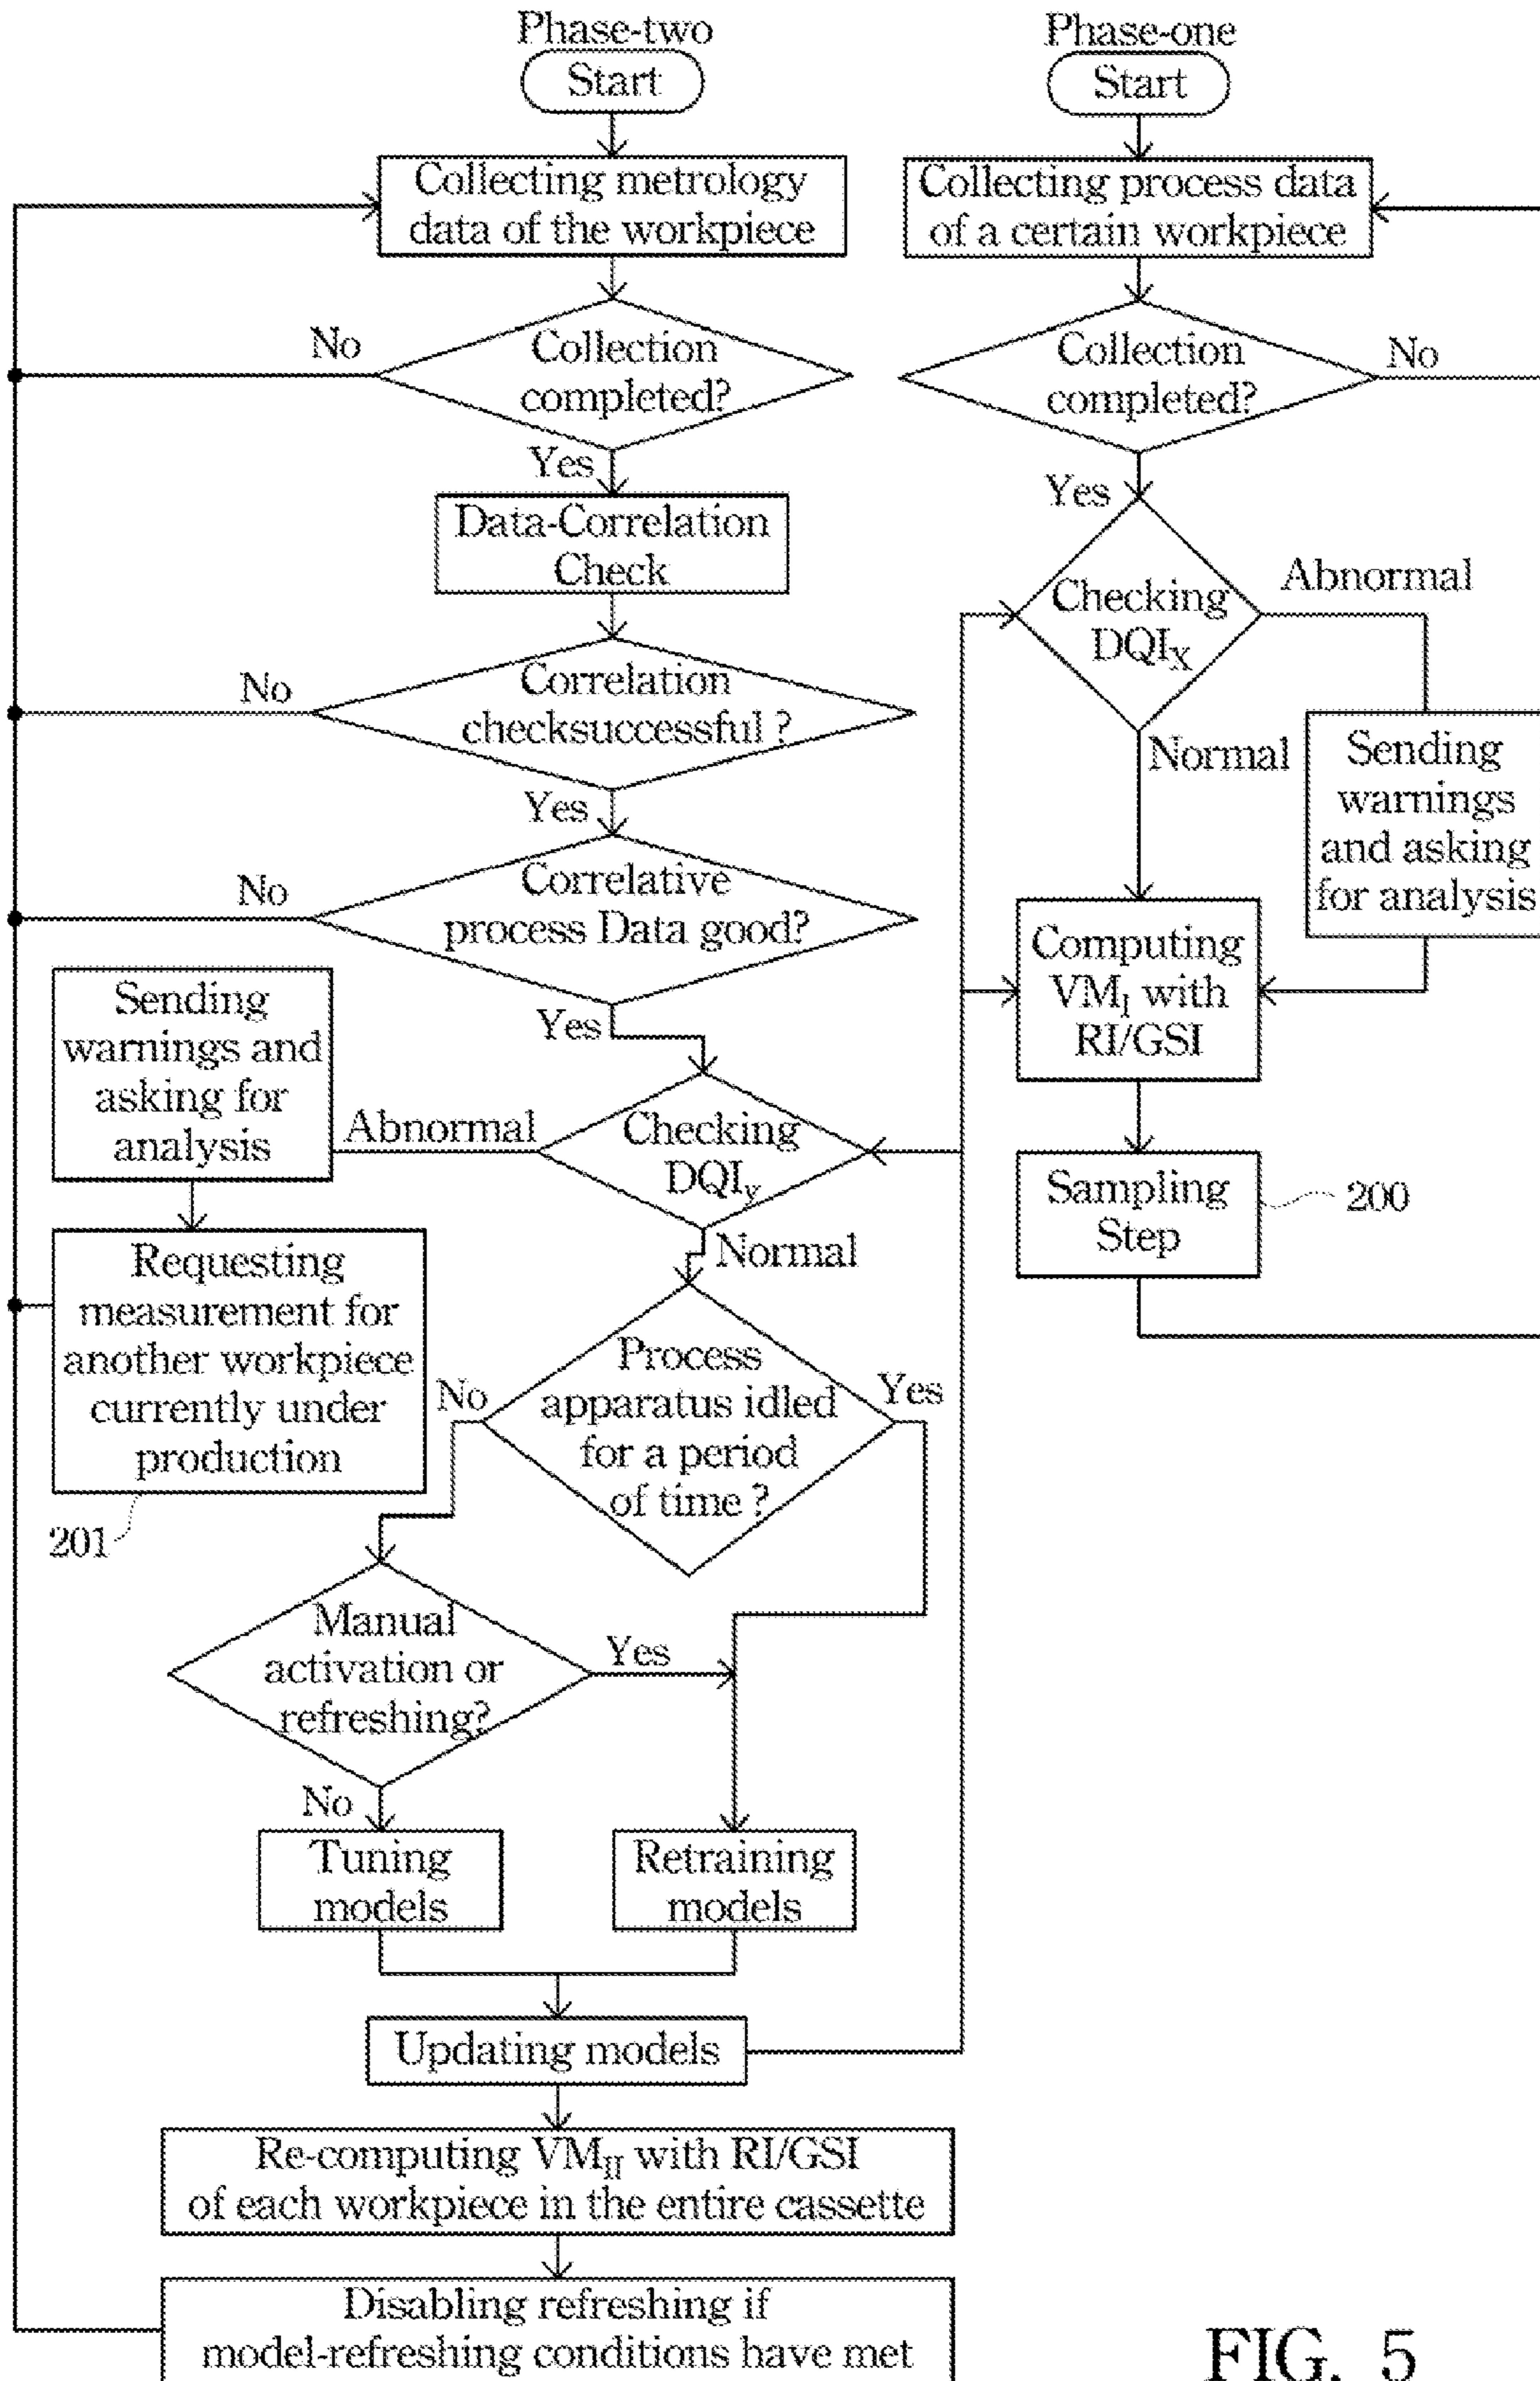 Phase-two
Start
Collecting metrology
data of the workpiece
No
Collection
completed?
Yes
Data-Correlation
Check
No
Correlation
checksuccessful ?
Yes
No
Correlative
process Data good?
Yes
Sending
warnings and
asking for
analysis
Abnormal
Checking
DQIy
Normal
Requesting
measurement for
another workpiece
currently under
production
201
No
Process
apparatus idled
for a period
of time ?
Yes
Manual
activation or
refreshing?
Yes
No
Tuning
models
Retraining
models
Updating models
Re-computing VMII with RI/GSI
of each workpiece in the entire cassette
Disabling refreshing if
model-refreshing conditions have met
Phase-one
Start
Collecting process data
of a certain workpiece
Collection
completed?
No
Yes
Checking
DQIX
Abnormal
Normal
Sending
warnings
and asking
for analysis
Computing
VMI with
RI/GSI
Sampling
Step
200
FIG. 5